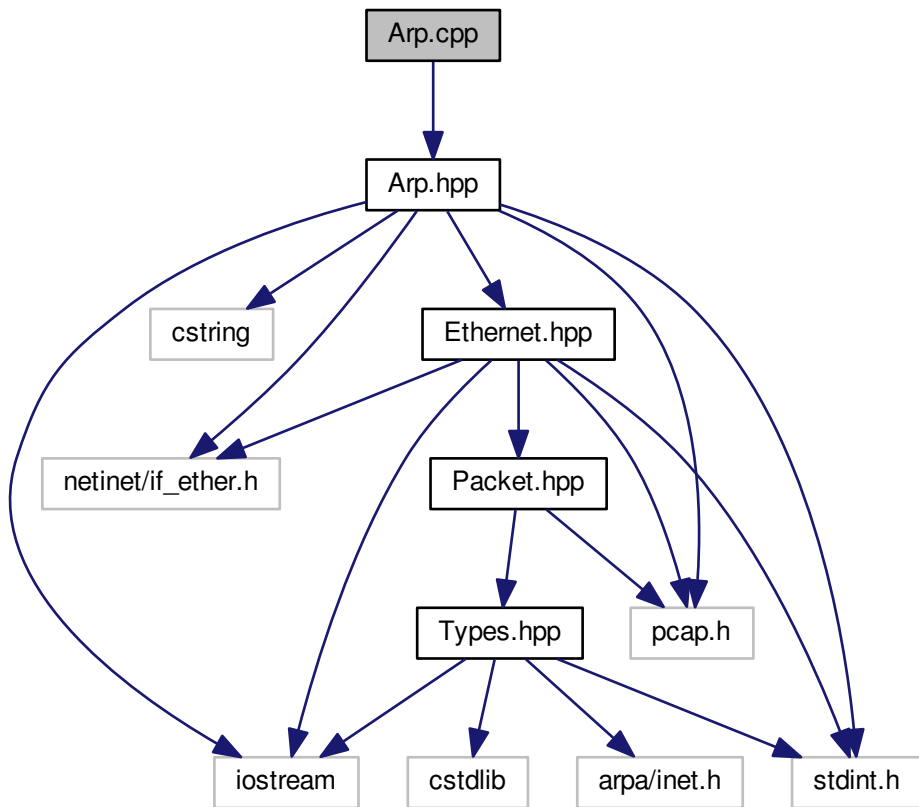 Arp.cpp
Arp.hpp
cstring
Ethernet.hpp
netinet/if_ether.h
Packet.hpp
Types.hpp
pcap.h
iostream
cstdlib
arpa/inet.h
stdint.h